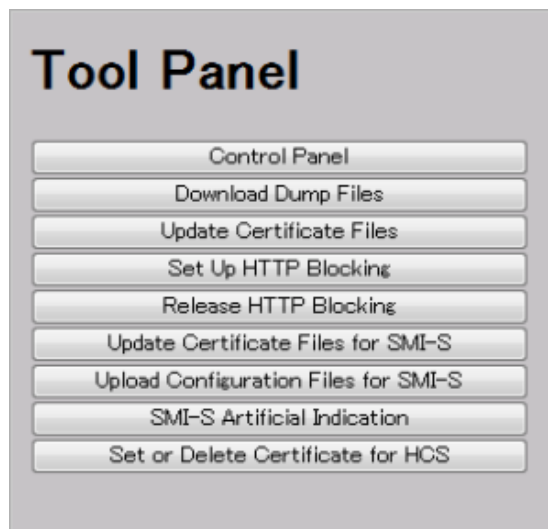 Tool Panel
Control Panel
Download Dump Files
Update Certificate Files
Set Up HTTP Blocking
Release HTTP Blocking
Update Certificate Files for SMI-S
Upload Configuration Files for SMI-S
SMI-S Artificial Indication
Set or Delete Certificate for HCS